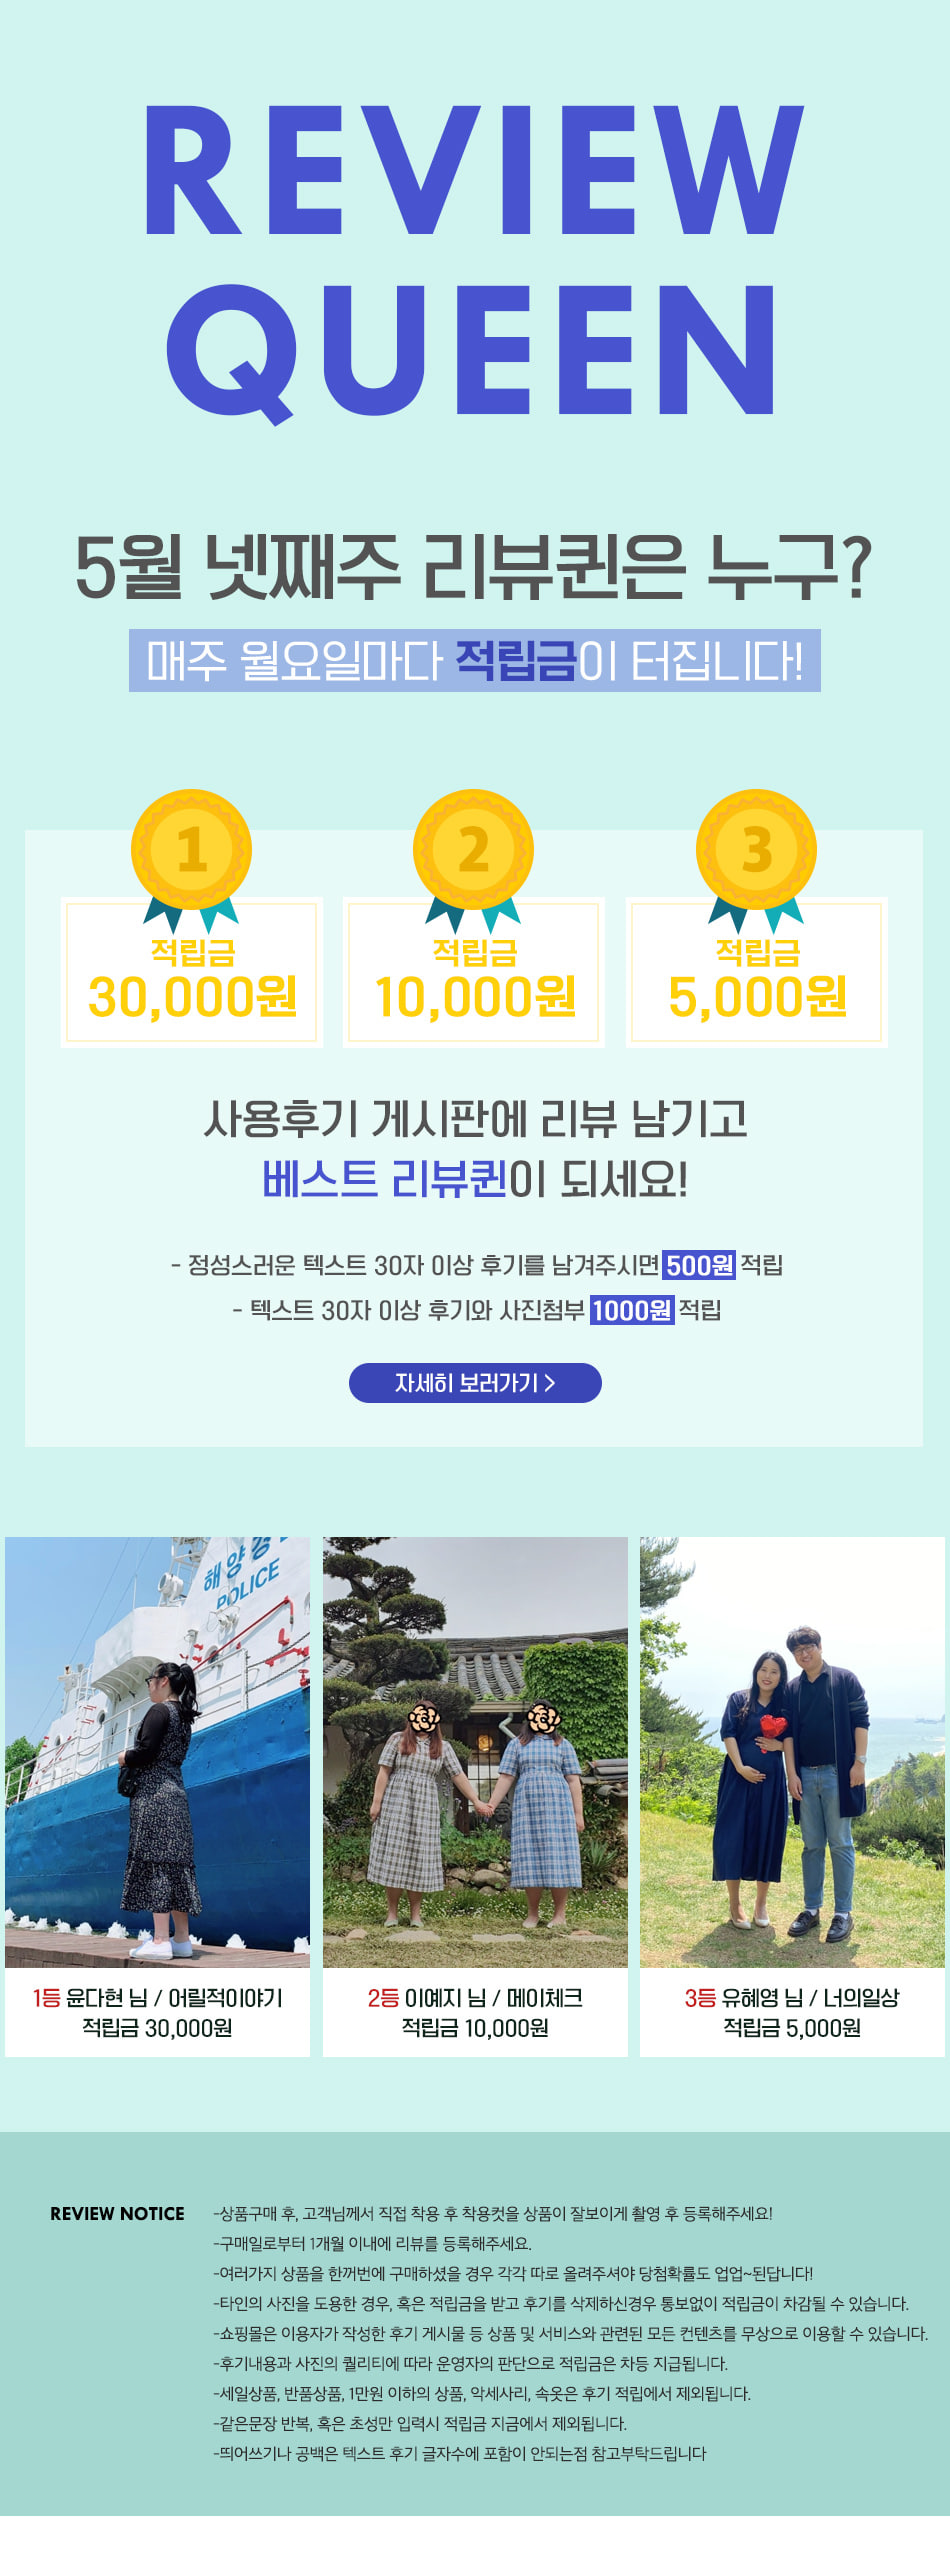 REVIEW
QUEEN
5월 넷째주 리뷰퀸은 누구?
매주 월요일마다 적립금이 터집니다!
1
2
3
적립금
30,000원
적립금
10,000원
적립금
5,000원
사용후기 게시판에 리뷰 남기고
베스트 리뷰퀸이 되세요!
- 정성스러운 텍스트 30자 이상 후기를 남겨주시면 500원 적립
- 텍스트 30자 이상 후기와 사진첨부 1000원 적립
자세히 보러가기 >
해양경
POLICE
1등 윤다현 님 / 어릴적이야기
적립금 30,000원
2등 이예지 님 / 메이체크
적립금 10,000원
3등 유혜영 님 / 너의일상
적립금 5,000원
REVIEW NOTICE
-상품구매 후, 고객님께서 직접 착용 후 착용컷을 상품이 잘보이게 촬영 후 등록해주세요!
-구매일로부터 1개월 이내에 리뷰를 등록해주세요.
-여러가지 상품을 한꺼번에 구매하셨을 경우 각각 따로 올려주셔야 당첨확률도 업업~된답니다!
-타인의 사진을 도용한 경우, 혹은 적립금을 받고 후기를 삭제하신경우 통보없이 적립금이 차감될 수 있습니다.
-쇼핑몰은 이용자가 작성한 후기 게시물 등 상품 및 서비스와 관련된 모든 컨텐츠를 무상으로 이용할 수 있습니다.
-후기내용과 사진의 퀄리티에 따라 운영자의 판단으로 적립금은 차등 지급됩니다.
-세일상품, 반품상품, 1만원 이하의 상품, 악세사리, 속옷은 후기 적립에서 제외됩니다.
-같은문장 반복, 혹은 초성만 입력시 적립금 지금에서 제외됩니다.
-띄어쓰기나 공백은 텍스트 후기 글자수에 포함이 안되는점 참고부탁드립니다